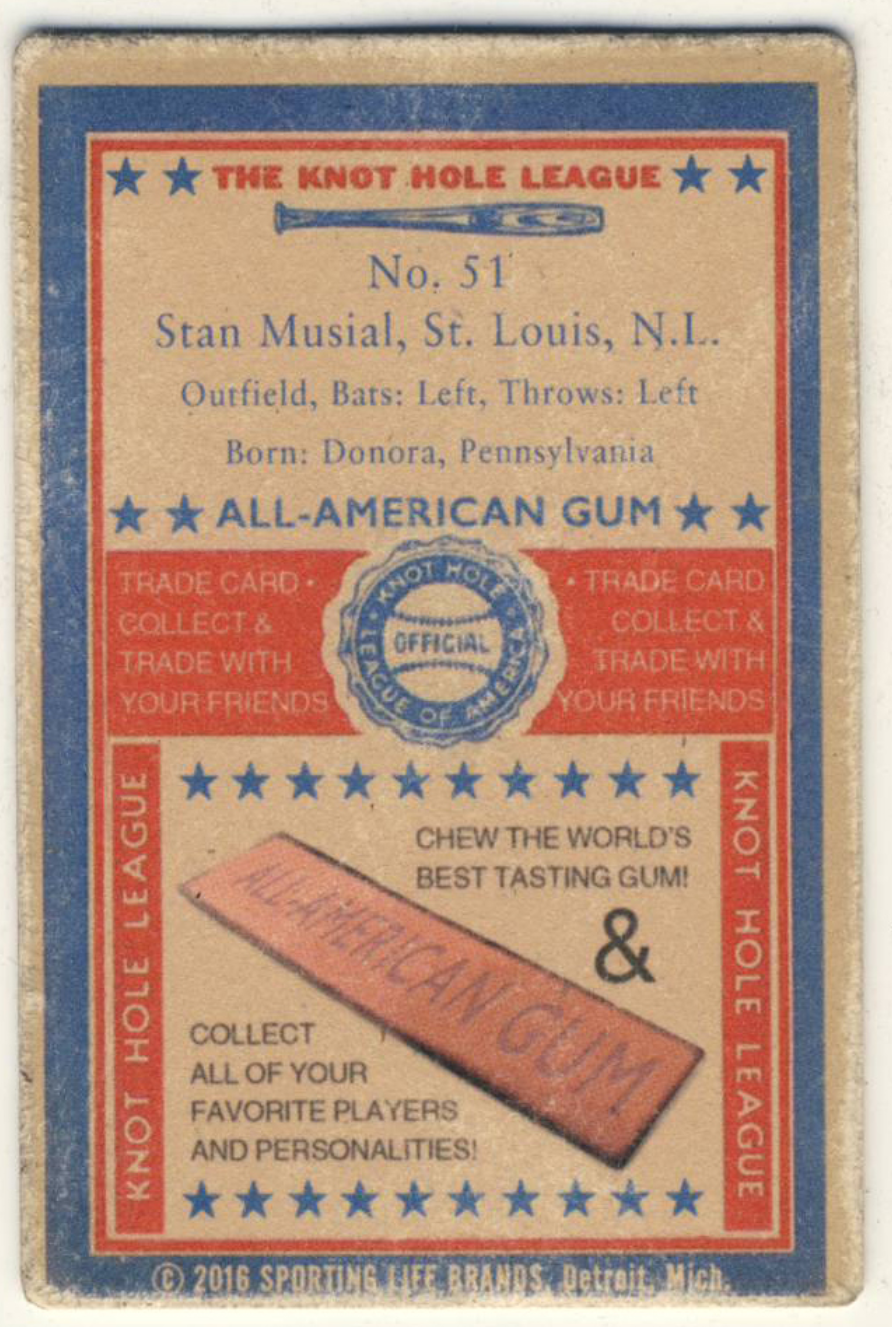 THE KNOT HOLE LEAGUE
No. 51
Stan Musial, St. Louis, N.L.
Outfield, Bats: Left, Throws: Left
Born: Donora, Pennsylvania
ALL-AMERICAN GUM
TRADE CARD •
COLLECT &
TRADE WITH
YOUR FRIENDS
KNOT HOLE
OFFICIAL
LEAGUE OF AMERICA
• TRADE CARD
COLLECT &
TRADE WITH
YOUR FRIENDS
KNOT HOLE LEAGUE
CHEW THE WORLD'S
BEST TASTING GUM!
&
ALL-AMERICAN GUM
COLLECT
ALL OF YOUR
FAVORITE PLAYERS
AND PERSONALITIES!
KNOT HOLE LEAGUE
© 2016 SPORTING LIFE BRANDS, Detroit, Mich.